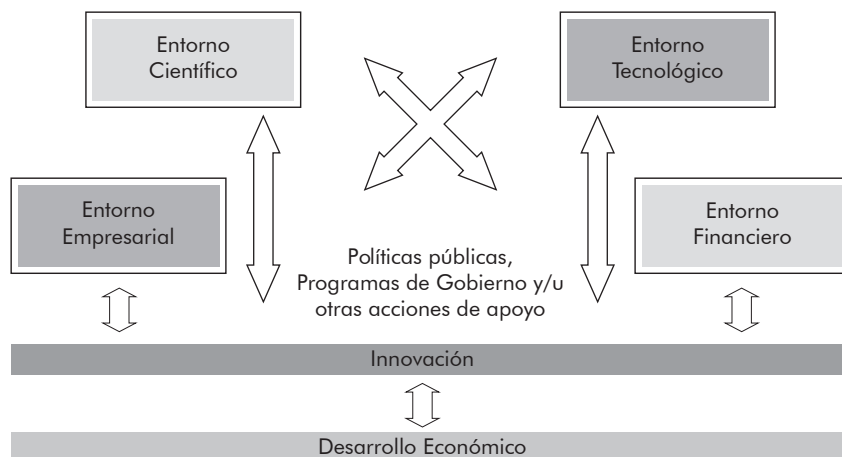 Entorno
Científico
Entorno
Tecnológico
Entorno
Empresarial
Entorno
Financiero
Políticas públicas,
Programas de Gobierno y/u
otras acciones de apoyo
Innovación
Desarrollo Económico